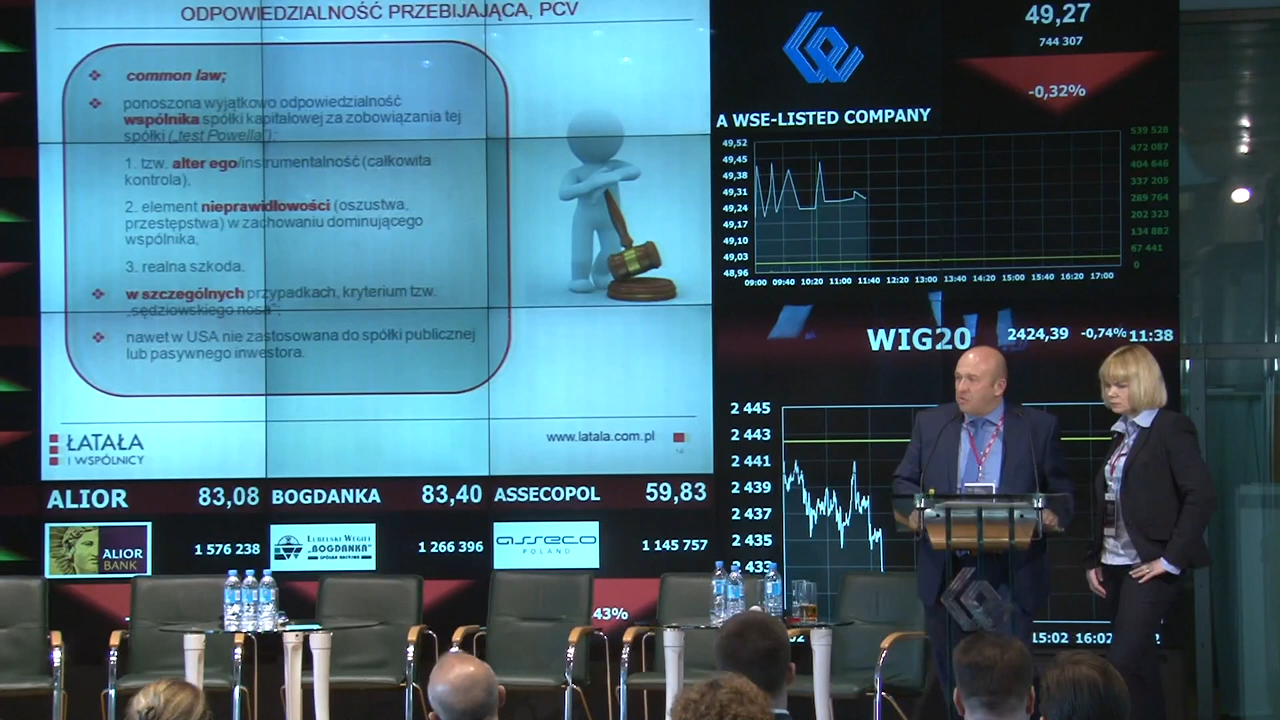 ODPOWIEDZIALNOŚĆ PRZEBIJAJĄCA, PCV
common law;
ponoszona wyjątkowo odpowiedzialność
wspólnika spółki kapitałowej za zobowiązania tej
spółki („test Powella"):
1. tzw. alter ego/instrumentalność (całkowita
kontrola),
2. element nieprawidłowości (oszustwa,
przestępstwa) w zachowaniu dominującego
wspólnika,
3. realna szkoda.
w szczególnych przypadkach, kryterium tzw.
„sędziowskiego nosa";
nawet w USA nie zastosowana do spółki publicznej
lub pasywnego inwestora.
ŁATAŁA
I WSPÓLNICY
www.latala.com.pl
14
49,27
744 307
-0,32%
A WSE-LISTED COMPANY
49,52
49,45
49,38
49,31
49,24
49,17
49,10
49,03
48,96
539 528
472 087
404 646
337 205
289 764
202 323
134 882
67 441
0
09:00 09:40 10:20 11:00 11:40 12:20 13:00 13:40 14:20 15:00 15:40 16:20 17:00
WIG20 2424,39 -0,74% 11:38
2 445
2 443
2 441
2 439
2 437
2 435
2 433
15:02 16:02
ALIOR 83,08 BOGDANKA 83,40 ASSECOPOL 59,83
ALIOR
BANK
1 576 238
LUBELSKI WĘGIEL
„BOGDANKA"
SPÓŁKA AKCYJNA
1 266 396
asseco
POLAND
1 145 757
43%